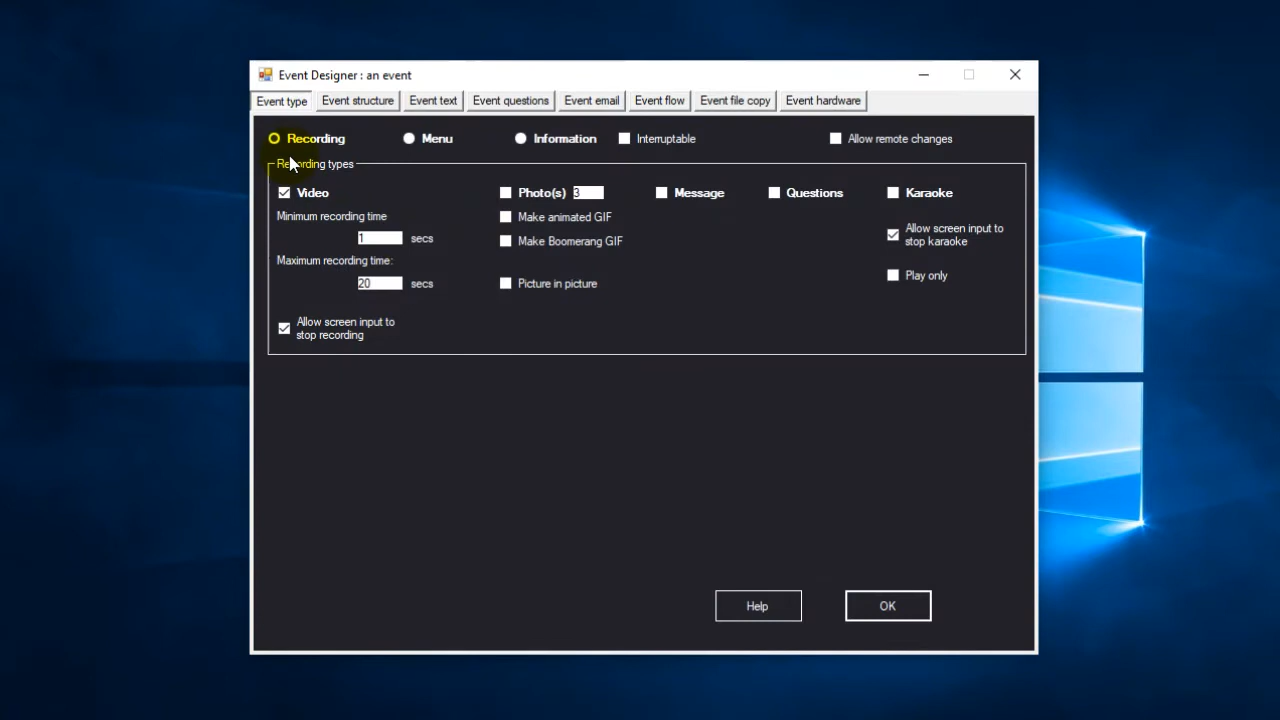 Event Designer : an event
Event type Event structure Event text Event questions Event email Event flow Event file copy Event hardware
Recording Menu Information Interruptable Allow remote changes
Recording types
Video Photo(s) 3 Message Questions Karaoke
Minimum recording time Make animated GIF
Allow screen input to
stop karaoke
1 secs Make Boomerang GIF
Maximum recording time:
Play only
20 secs Picture in picture
Allow screen input to
stop recording
Help OK